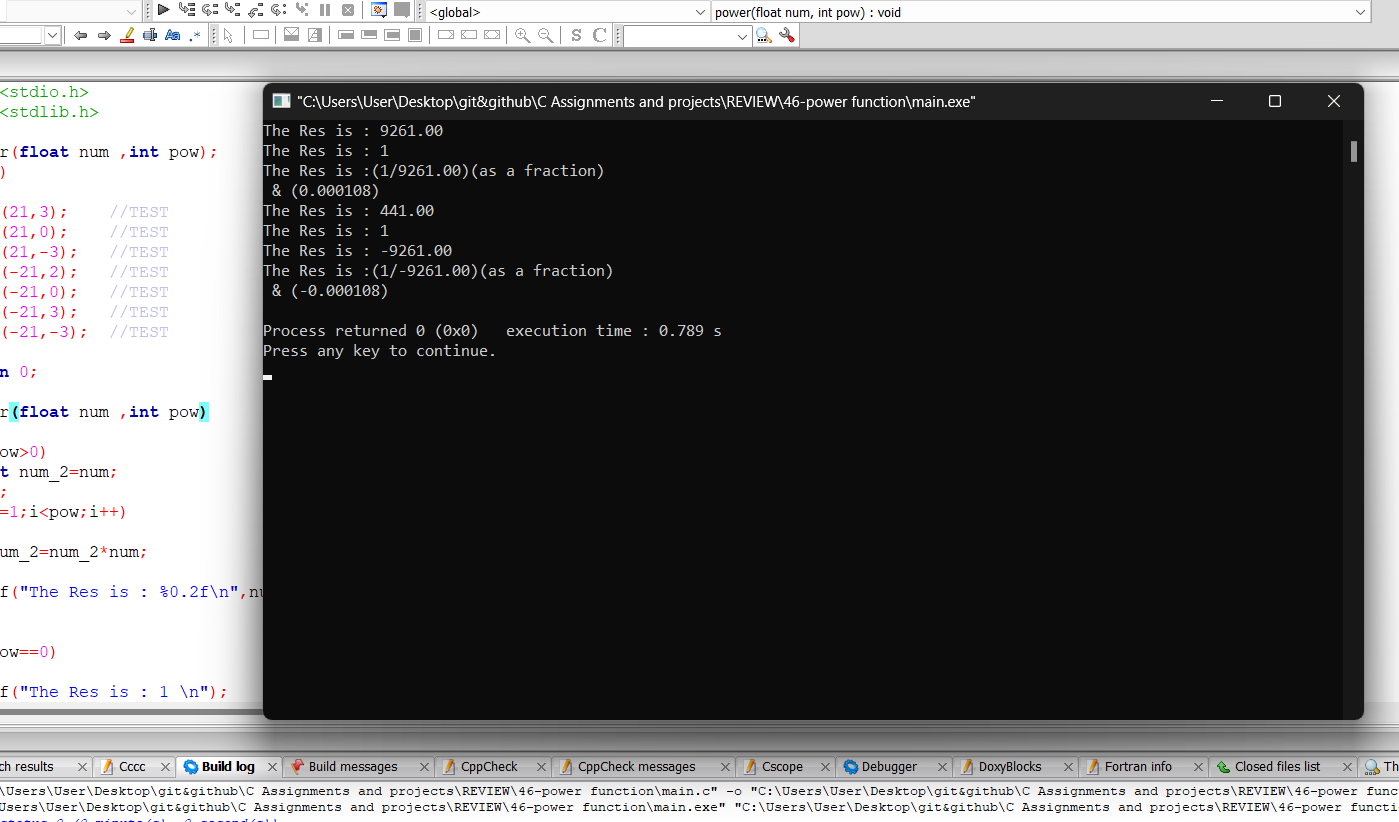 <global>
power(float num, int pow) : void
Aa
.*
S C
<stdio.h>
<stdlib.h>
r(float num ,int pow);
)
(21,3); //TEST
(21,0); //TEST
(21,-3); //TEST
(-21,2); //TEST
(-21,0); //TEST
(-21,3); //TEST
(-21,-3); //TEST
n 0;
r(float num ,int pow)
ow>0)
t num_2=num;
;
=1;i<pow;i++)
um_2=num_2*num;
f("The Res is : %0.2f\n",nu
ow==0)
f("The Res is : 1 \n");
"C:\Users\User\Desktop\git&github\C Assignments and projects\REVIEW\46-power function\main.exe"
The Res is : 9261.00
The Res is : 1
The Res is :(1/9261.00)(as a fraction)
& (0.000108)
The Res is : 441.00
The Res is : 1
The Res is : -9261.00
The Res is :(1/-9261.00)(as a fraction)
& (-0.000108)
Process returned 0 (0x0) execution time : 0.789 s
Press any key to continue.
ch results Cccc Build log Build messages CppCheck CppCheck messages Cscope Debugger DoxyBlocks Fortran info Closed files list Th
\Users\User\Desktop\git&github\C Assignments and projects\REVIEW\46-power function\main.c" -o "C:\Users\User\Desktop\git&github\C Assignments and projects\REVIEW\46-power func
Users\User\Desktop\git&github\C Assignments and projects\REVIEW\46-power function\main.exe" "C:\Users\User\Desktop\git&github\C Assignments and projects\REVIEW\46-power functi